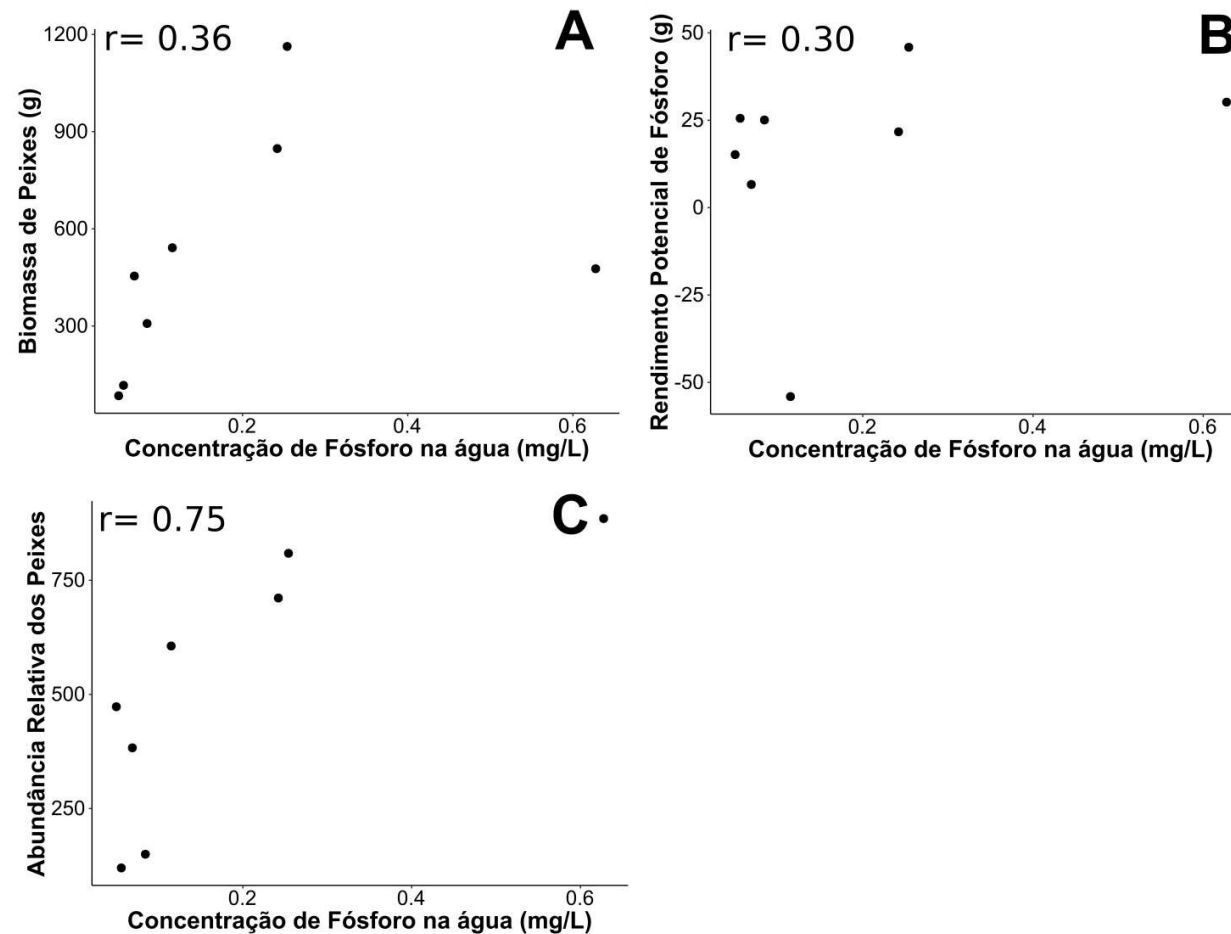 r= 0.36
A
Biomassa de Peixes (g)
1200
900
600
300
0.2
0.4
0.6
Concentração de Fósforo na água (mg/L)
r= 0.30
B
Rendimento Potencial de Fósforo (g)
50
25
0
-25
-50
0.2
0.4
0.6
Concentração de Fósforo na água (mg/L)
r= 0.75
C
Abundância Relativa dos Peixes
750
500
250
0.2
0.4
0.6
Concentração de Fósforo na água (mg/L)